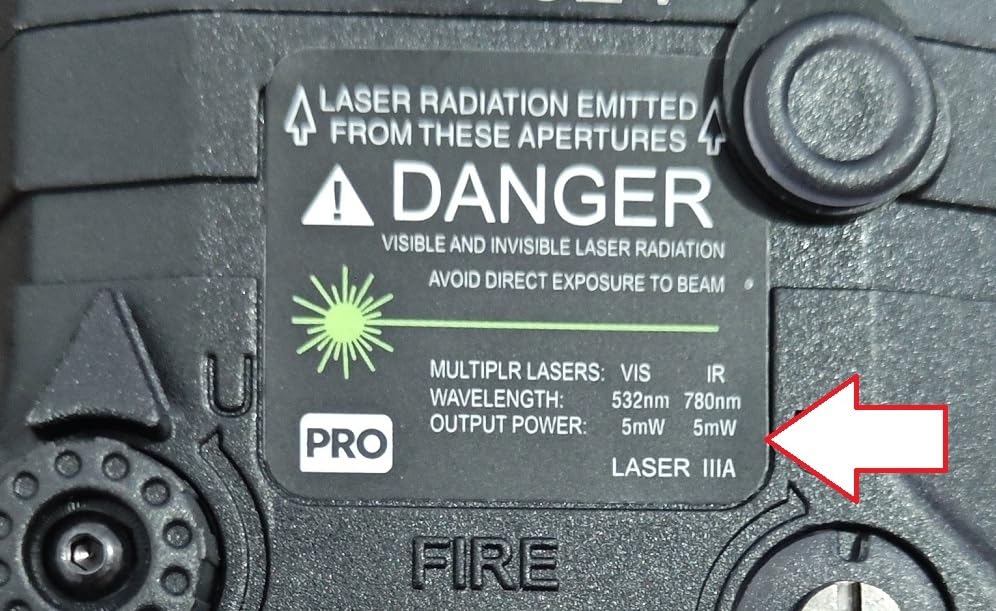 LASER RADIATION EMITTED
FROM THESE APERTURES
DANGER
VISIBLE AND INVISIBLE LASER RADIATION
AVOID DIRECT EXPOSURE TO BEAM
MULTIPLR LASERS: VIS IR
WAVELENGTH: 532nm 780nm
OUTPUT POWER: 5mW 5mW
PRO
LASER IIIA
U
FIRE